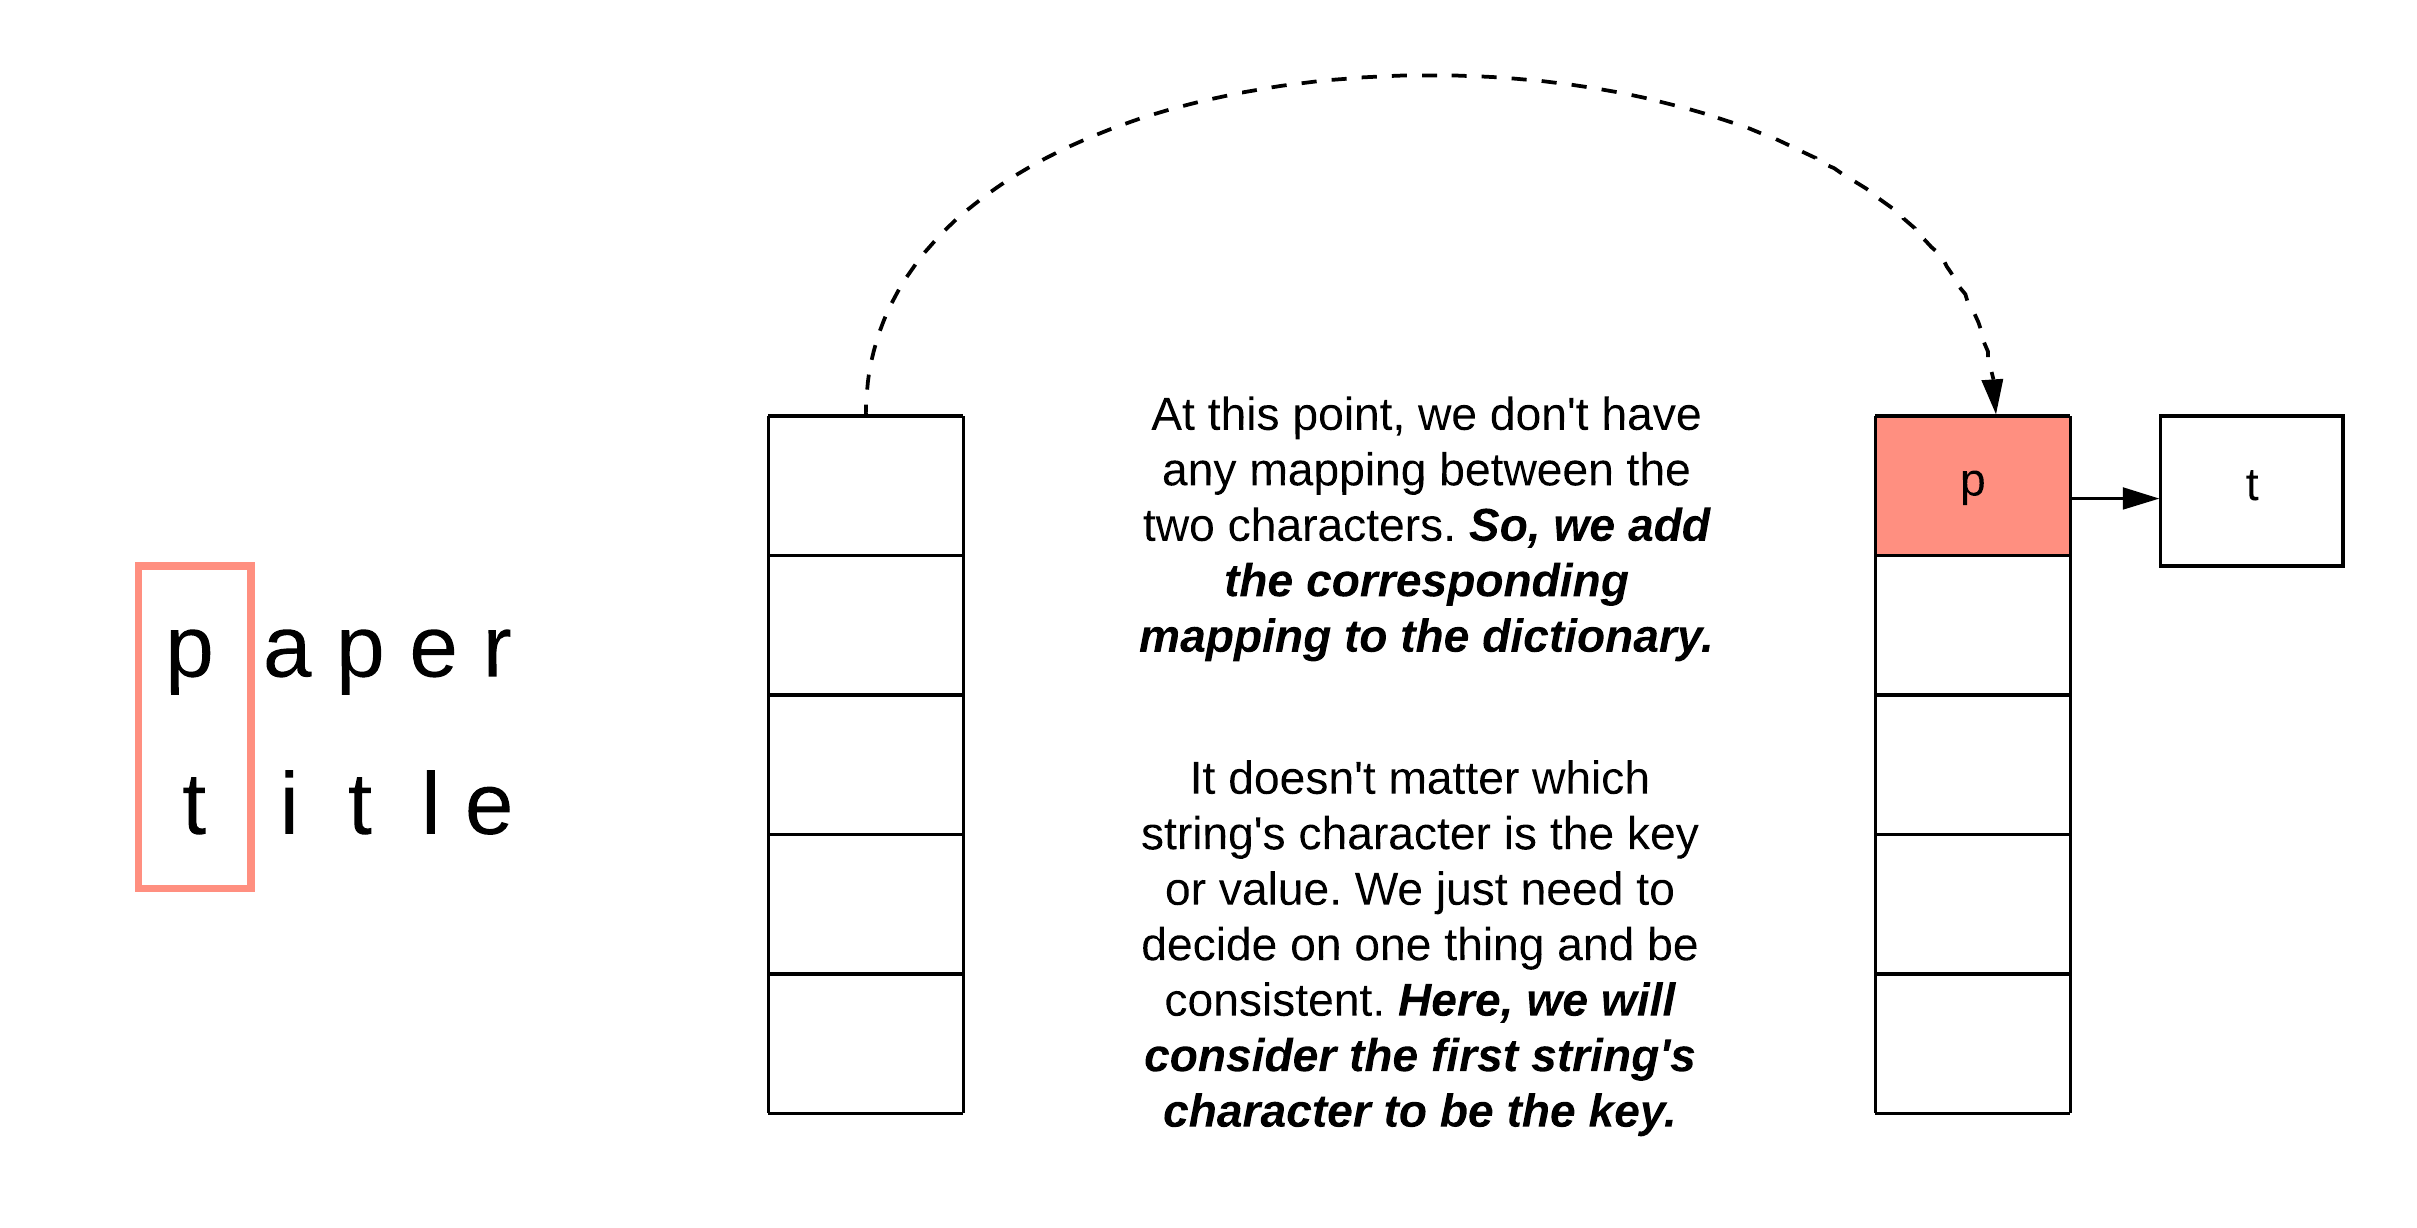 p a p e r
t i t l e
At this point, we don't have
any mapping between the
two characters. So, we add
the corresponding
mapping to the dictionary.
It doesn't matter which
string's character is the key
or value. We just need to
decide on one thing and be
consistent. Here, we will
consider the first string's
character to be the key.
p
t